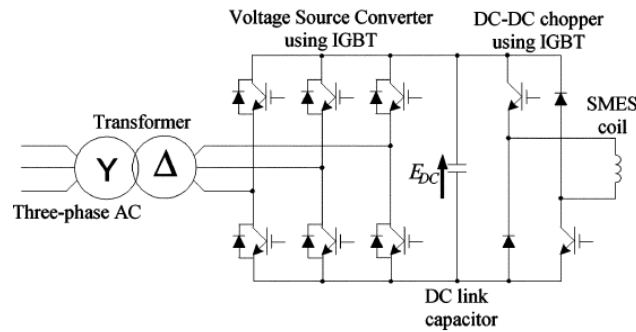 Voltage Source Converter
using IGBT
DC-DC chopper
using IGBT
SMES
coil
Transformer
Y
Δ
Three-phase AC
E_DC
DC link
capacitor